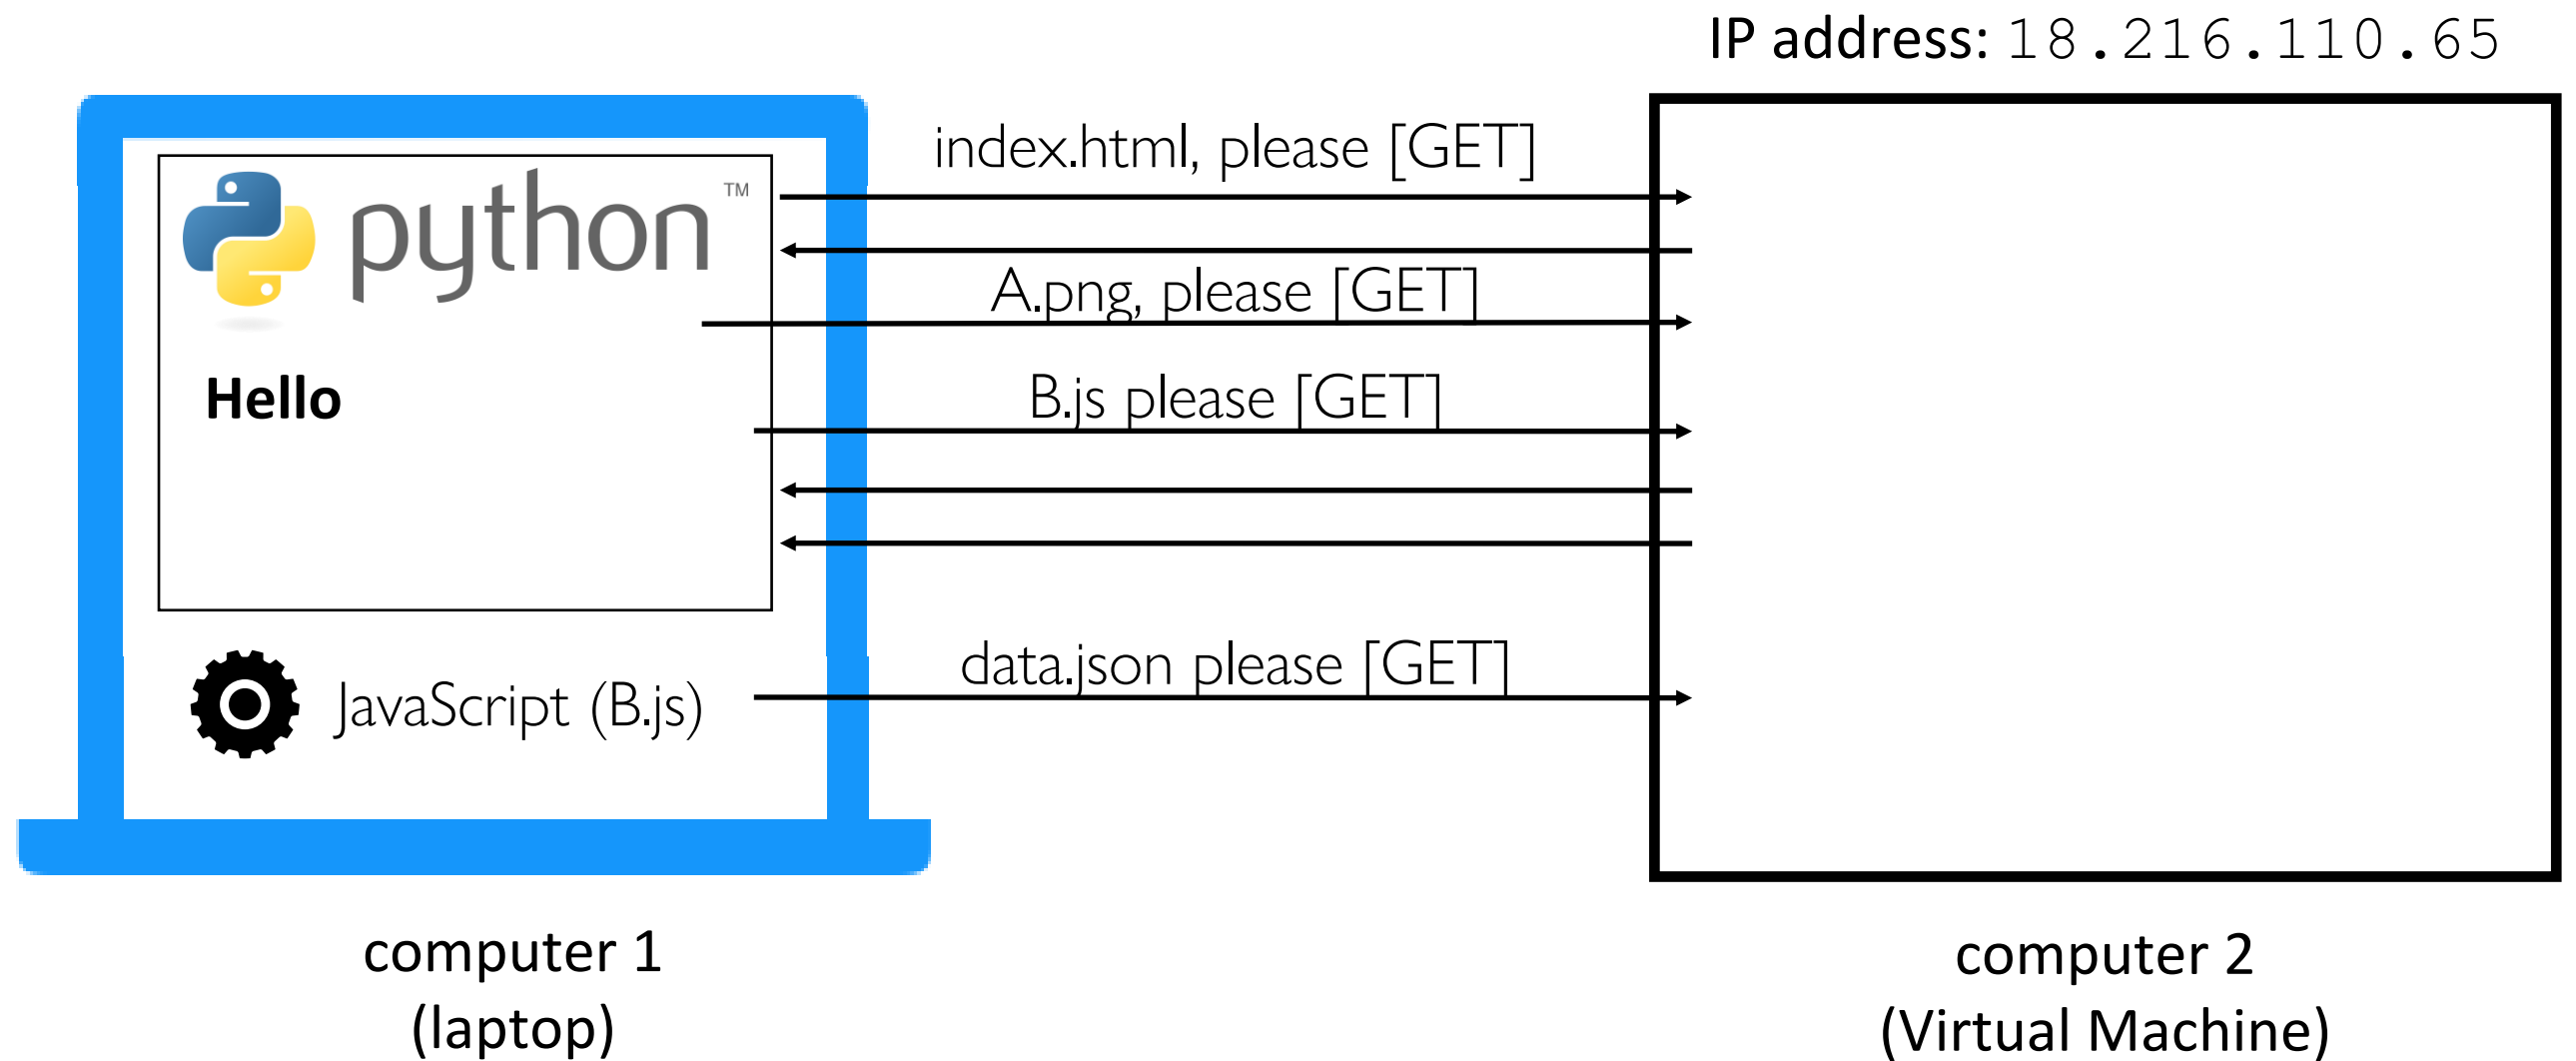 IP address: 18.216.110.65
index.html, please [GET]
python™
A.png, please [GET]
Hello
B.js please [GET]
data.json please [GET]
JavaScript (B.js)
computer 1
(laptop)
computer 2
(Virtual Machine)